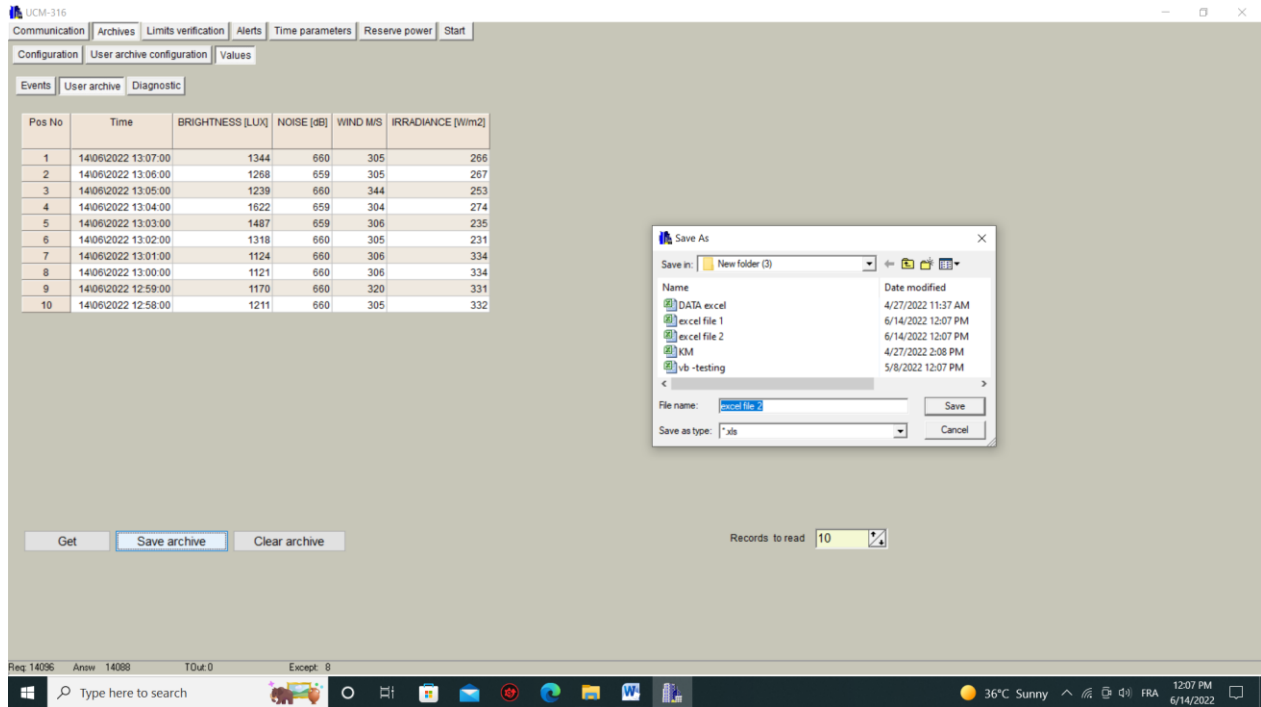 UCM-316
Communication Archives Limits verification Alerts Time parameters Reserve power Start
Configuration User archive configuration Values
Events User archive Diagnostic
Pos No Time BRIGHTNESS [LUX] NOISE [dB] WIND M/S IRRADIANCE [W/m2]
1 14\06\2022 13:07:00 1344 660 305 266
2 14\06\2022 13:06:00 1268 659 305 267
3 14\06\2022 13:05:00 1239 660 344 253
4 14\06\2022 13:04:00 1622 659 304 274
5 14\06\2022 13:03:00 1487 659 306 235
6 14\06\2022 13:02:00 1318 660 305 231
7 14\06\2022 13:01:00 1124 660 306 334
8 14\06\2022 13:00:00 1121 660 306 334
9 14\06\2022 12:59:00 1170 660 320 331
10 14\06\2022 12:58:00 1211 660 305 332
Save As
Save in: New folder (3)
Name Date modified
DATA excel 4/27/2022 11:37 AM
excel file 1 6/14/2022 12:07 PM
excel file 2 6/14/2022 12:07 PM
KM 4/27/2022 2:08 PM
vb -testing 5/8/2022 12:07 PM
File name: excel file 2 Save
Save as type: *.xls Cancel
Get Save archive Clear archive Records to read 10
Req: 14096 Answ 14088 TOut: 0 Except: 8
Type here to search 36°C Sunny FRA 12:07 PM
6/14/2022